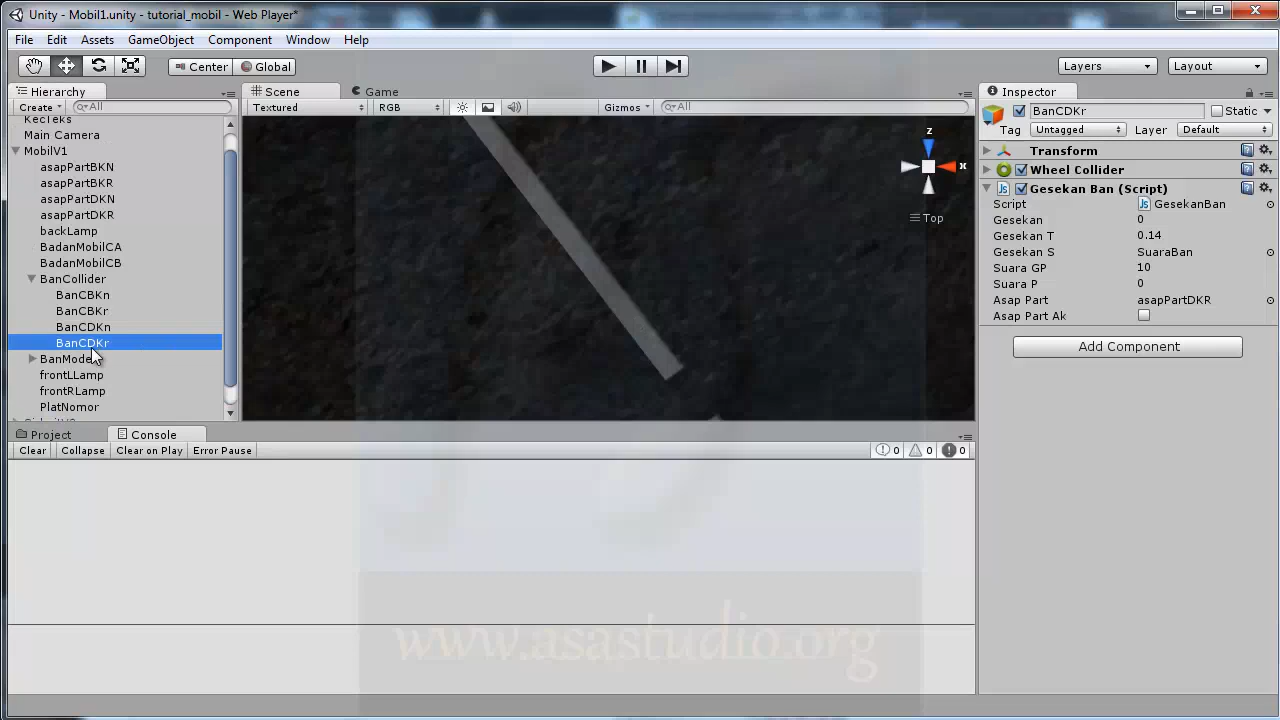 Unity - Mobil1.unity - tutorial_mobil - Web Player*
File Edit Assets GameObject Component Window Help
Center Global Layers Layout
Hierarchy Scene Game Inspector
Create All Textured RGB Gizmos All
BanCDKr Static
Tag Untagged Layer Default
KecTeks
Main Camera
MobilV1
asapPartBKN
asapPartBKR
asapPartDKN
asapPartDKR
backLamp
BadanMobilCA
BadanMobilCB
BanCollider
BanCBKn
BanCBKr
BanCDKn
BanCDKr
frontLLamp
frontRLamp
PlatNomor
z
x
Top
Transform
Wheel Collider
Gesekan Ban (Script)
Script GesekanBan
Gesekan 0
Gesekan T 0.14
Gesekan S SuaraBan
Suara GP 10
Suara P 0
Asap Part asapPartDKR
Asap Part Ak
Add Component
Project Console
Clear Collapse Clear on Play Error Pause 0 0 0
www.asastudio.org